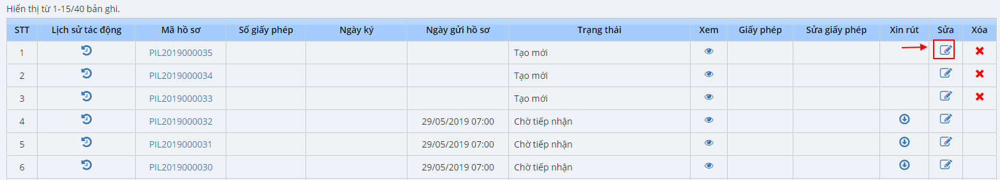 Hiển thị từ 1-15/40 bản ghi.
STT Lịch sử tác động Mã hồ sơ Số giấy phép Ngày ký Ngày gửi hồ sơ Trạng thái Xem Giấy phép Sửa giấy phép Xin rút Sửa Xóa
1 PIL2019000035 Tạo mới
2 PIL2019000034 Tạo mới
3 PIL2019000033 Tạo mới
4 PIL2019000032 29/05/2019 07:00 Chờ tiếp nhận
5 PIL2019000031 29/05/2019 07:00 Chờ tiếp nhận
6 PIL2019000030 29/05/2019 07:00 Chờ tiếp nhận